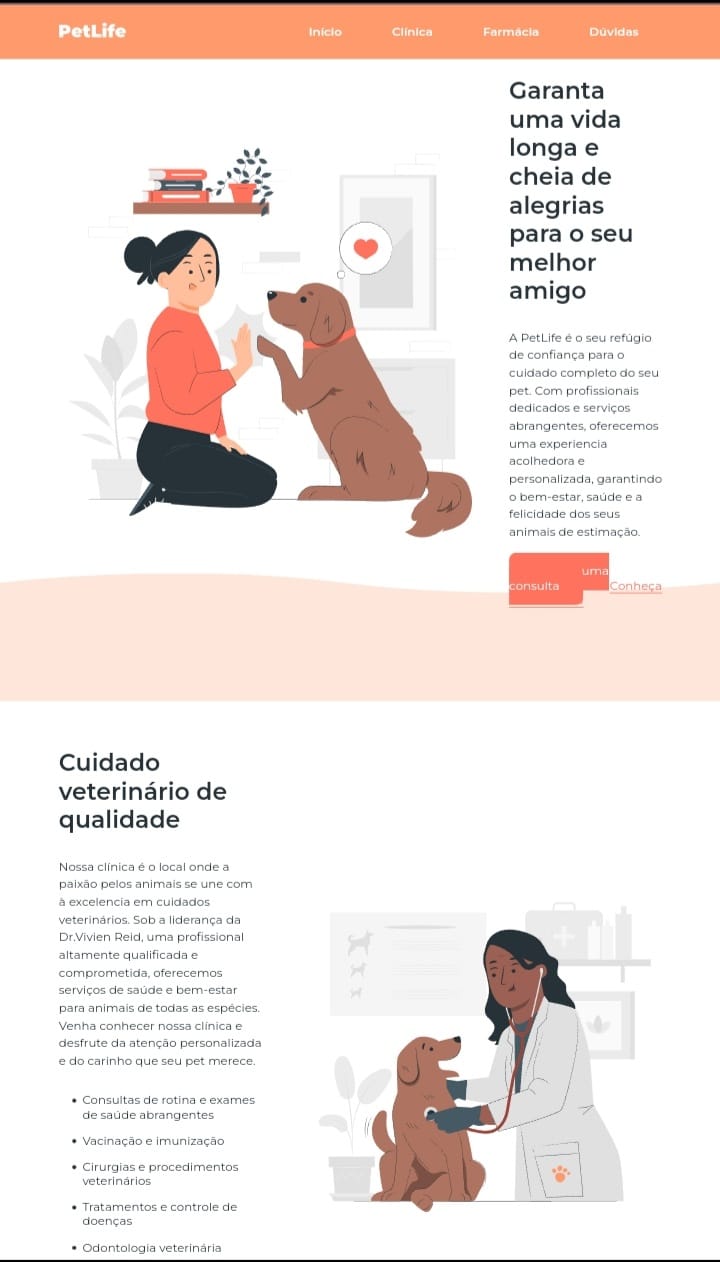 PetLife
Início
Clínica
Farmácia
Dúvidas
Garanta
uma vida
longa e
cheia de
alegrias
para o seu
melhor
amigo
A PetLife é o seu refúgio
de confiança para o
cuidado completo do seu
pet. Com profissionais
dedicados e serviços
abrangentes, oferecemos
uma experiencia
acolhedora e
personalizada, garantindo
o bem-estar, saúde e a
felicidade dos seus
animais de estimação.
uma
consulta
Conheça
Cuidado
veterinário de
qualidade
Nossa clínica é o local onde a
paixão pelos animais se une com
à excelencia em cuidados
veterinários. Sob a liderança da
Dr.Vivien Reid, uma profissional
altamente qualificada e
comprometida, oferecemos
serviços de saúde e bem-estar
para animais de todas as espécies.
Venha conhecer nossa clínica e
desfrute da atenção personalizada
e do carinho que seu pet merece.
• Consultas de rotina e exames
de saúde abrangentes
• Vacinação e imunização
• Cirurgias e procedimentos
veterinários
• Tratamentos e controle de
doenças
• Odontologia veterinária